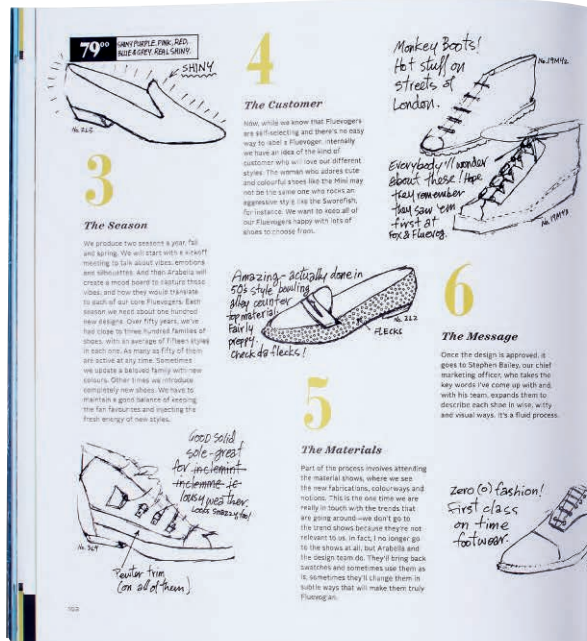 79⁰⁰
SHINY PURPLE, PINK, RED,
BLUE & GREY. REAL SHINY.
SHINY
3
The Season
We produce two seasons a year, fall
and spring. We will start with a kickoff
meeting to talk about vibes, emotions
and silhouettes. And then Arabella will
create a mood board to capture those
vibes, and how they would translate
to each of our core Fluevogers. Each
season we need about one hundred
new designs. Over fifty years, we've
had close to three hundred families of
shoes, with an average of fifteen styles
in each one. As many as fifty of them
are active at any time. Sometimes
we update a beloved family with new
colours. Other times we introduce
completely new shoes. We have to
maintain a good balance of keeping
the fan favourites and injecting the
fresh energy of new styles.
GOOD solid
sole-great
for inclemint
inclemme ie
lousy weather.
LOOKS SNAZZY too!
No. 369
Pewter trim
(on all of them)
4
The Customer
Now, while we know that Fluevogers
are self-selecting and there's no easy
way to label a Fluevoger, internally
we have an idea of the kind of
customer who will love our different
styles. The woman who adores cute
and colourful shoes like the Mini may
not be the same one who rocks an
aggressive style like the Swordfish,
for instance. We want to keep all of
our Fluevogers happy with lots of
shoes to choose from.
Amazing - actually done in
50's style bowling
alley counter
top material.
Fairly
preppy.
Check da flecks!
No. 212
FLECKS
5
The Materials
Part of the process involves attending
the material shows, where we see
the new fabrications, colourways and
notions. This is the one time we are
really in touch with the trends that
are going around—we don't go to
the trend shows because they're not
relevant to us. In fact, I no longer go
to the shows at all, but Arabella and
the design team do. They'll bring back
swatches and sometimes use them as
is, sometimes they'll change them in
subtle ways that will make them truly
Fluevogian.
Monkey Boots!
Hot stuff on
streets of
London.
No. 19MY2
Everybody'll wonder
about these! Hope
they remember
they saw 'em
first at
Fox & Fluevog.
No. 19MY3
6
The Message
Once the design is approved, it
goes to Stephen Bailey, our chief
marketing officer, who takes the
key words I've come up with and,
with his team, expands them to
describe each shoe in wise, witty
and visual ways. It's a fluid process.
Zero (0) fashion!
First class
on time
footwear.